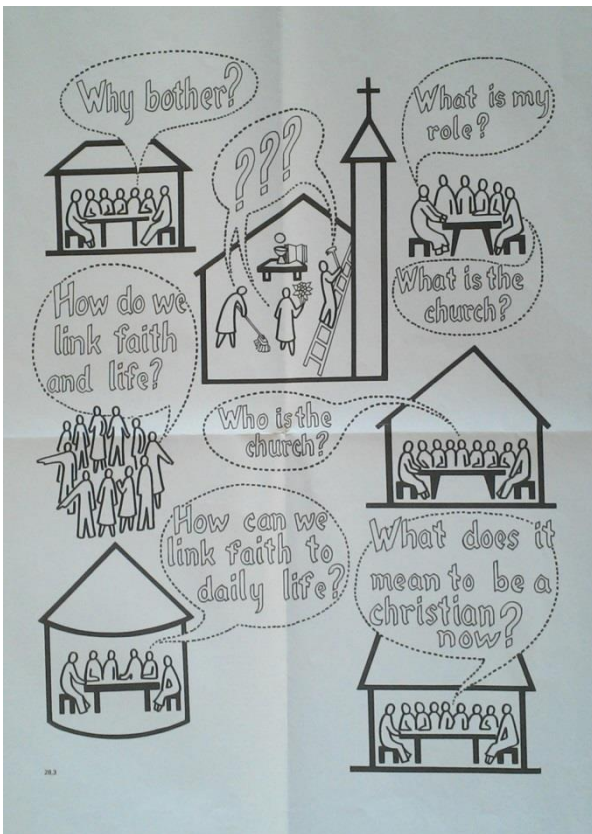 Why bother?
???
What is my
role?
What is the
church?
How do we
link faith
and life?
Who is the
church?
How can we
link faith to
daily life?
What does it
mean to be a
christian
now?
28,3